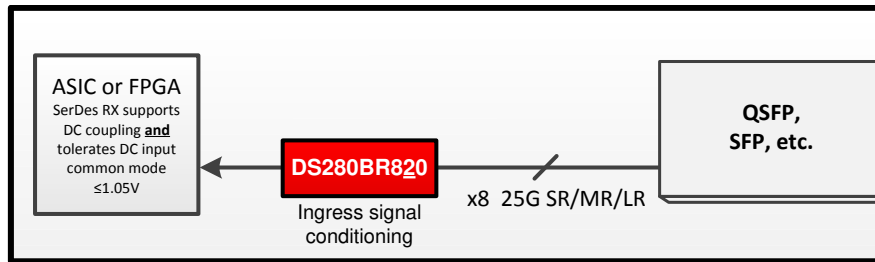 ASIC or FPGA
SerDes RX supports
DC coupling and
tolerates DC input
common mode
≤1.05V
DS280BR820
Ingress signal
conditioning
x8 25G SR/MR/LR
QSFP,
SFP, etc.